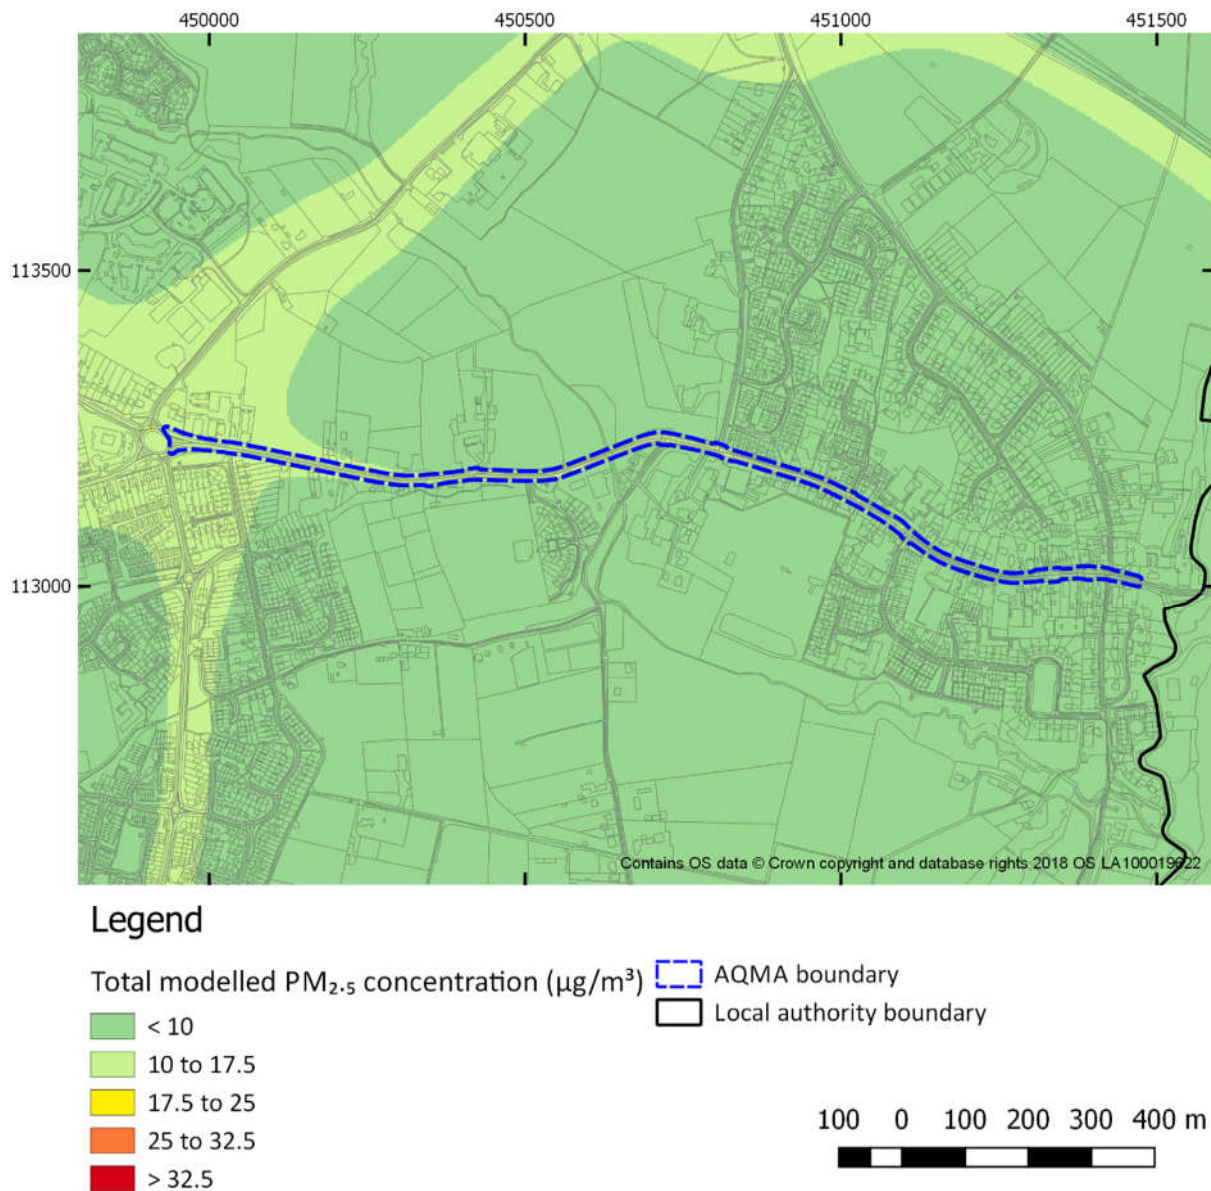 450000 450500 451000 451500
113500
113000
Contains OS data © Crown copyright and database rights 2018 OS LA100019622
Legend
Total modelled PM₂.₅ concentration (µg/m³)
< 10
10 to 17.5
17.5 to 25
25 to 32.5
> 32.5
AQMA boundary
Local authority boundary
100 0 100 200 300 400 m